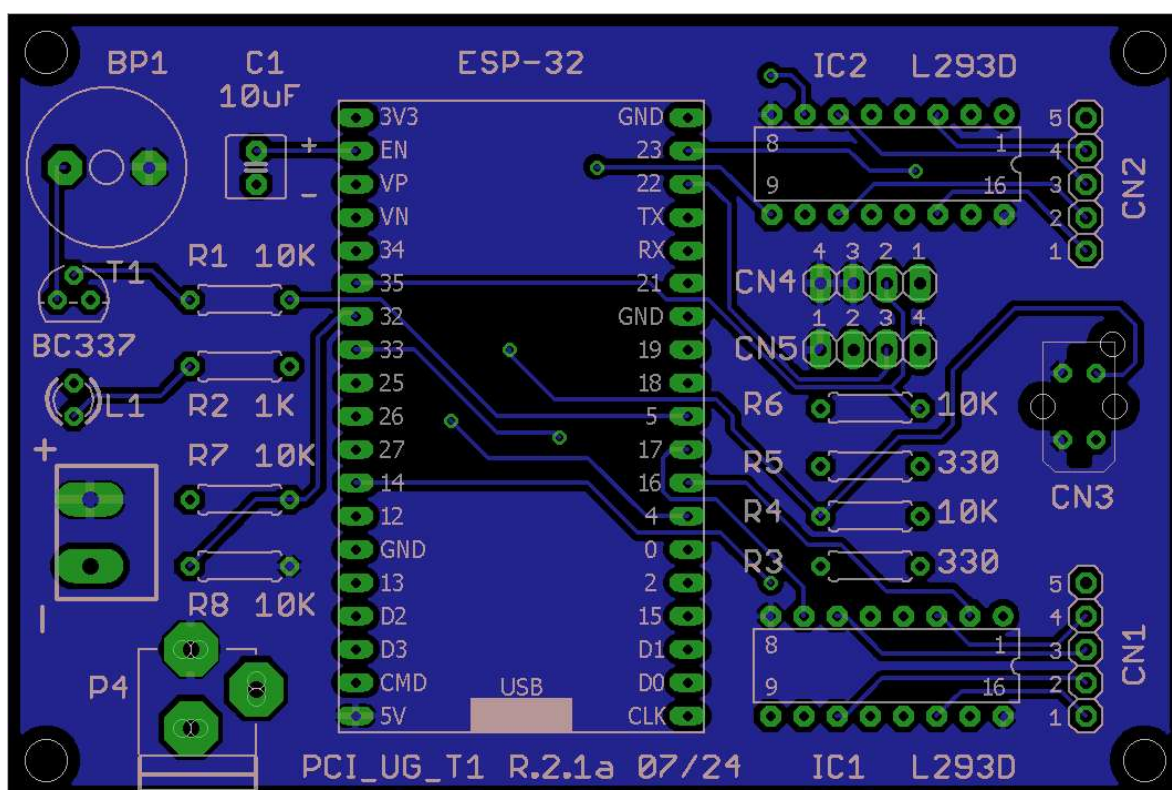 BP1
C1
10uF
ESP-32
IC2 L293D
+
-
3V3
EN
VP
VN
34
35
32
33
25
26
27
14
12
GND
13
D2
D3
CMD
5V
GND
23
22
TX
RX
21
GND
19
18
5
17
16
4
0
2
15
D1
D0
CLK
USB
8
1
9
16
5
4
3
2
1
CN2
T1
BC337
R1 10K
L1
R2 1K
R7 10K
R8 10K
+
-
P4
4 3 2 1
CN4
1 2 3 4
CN5
R6 10K
R5 330
R4 10K
R3 330
CN3
8
1
9
16
5
4
3
2
1
CN1
PCI_UG_T1 R.2.1a 07/24
IC1 L293D